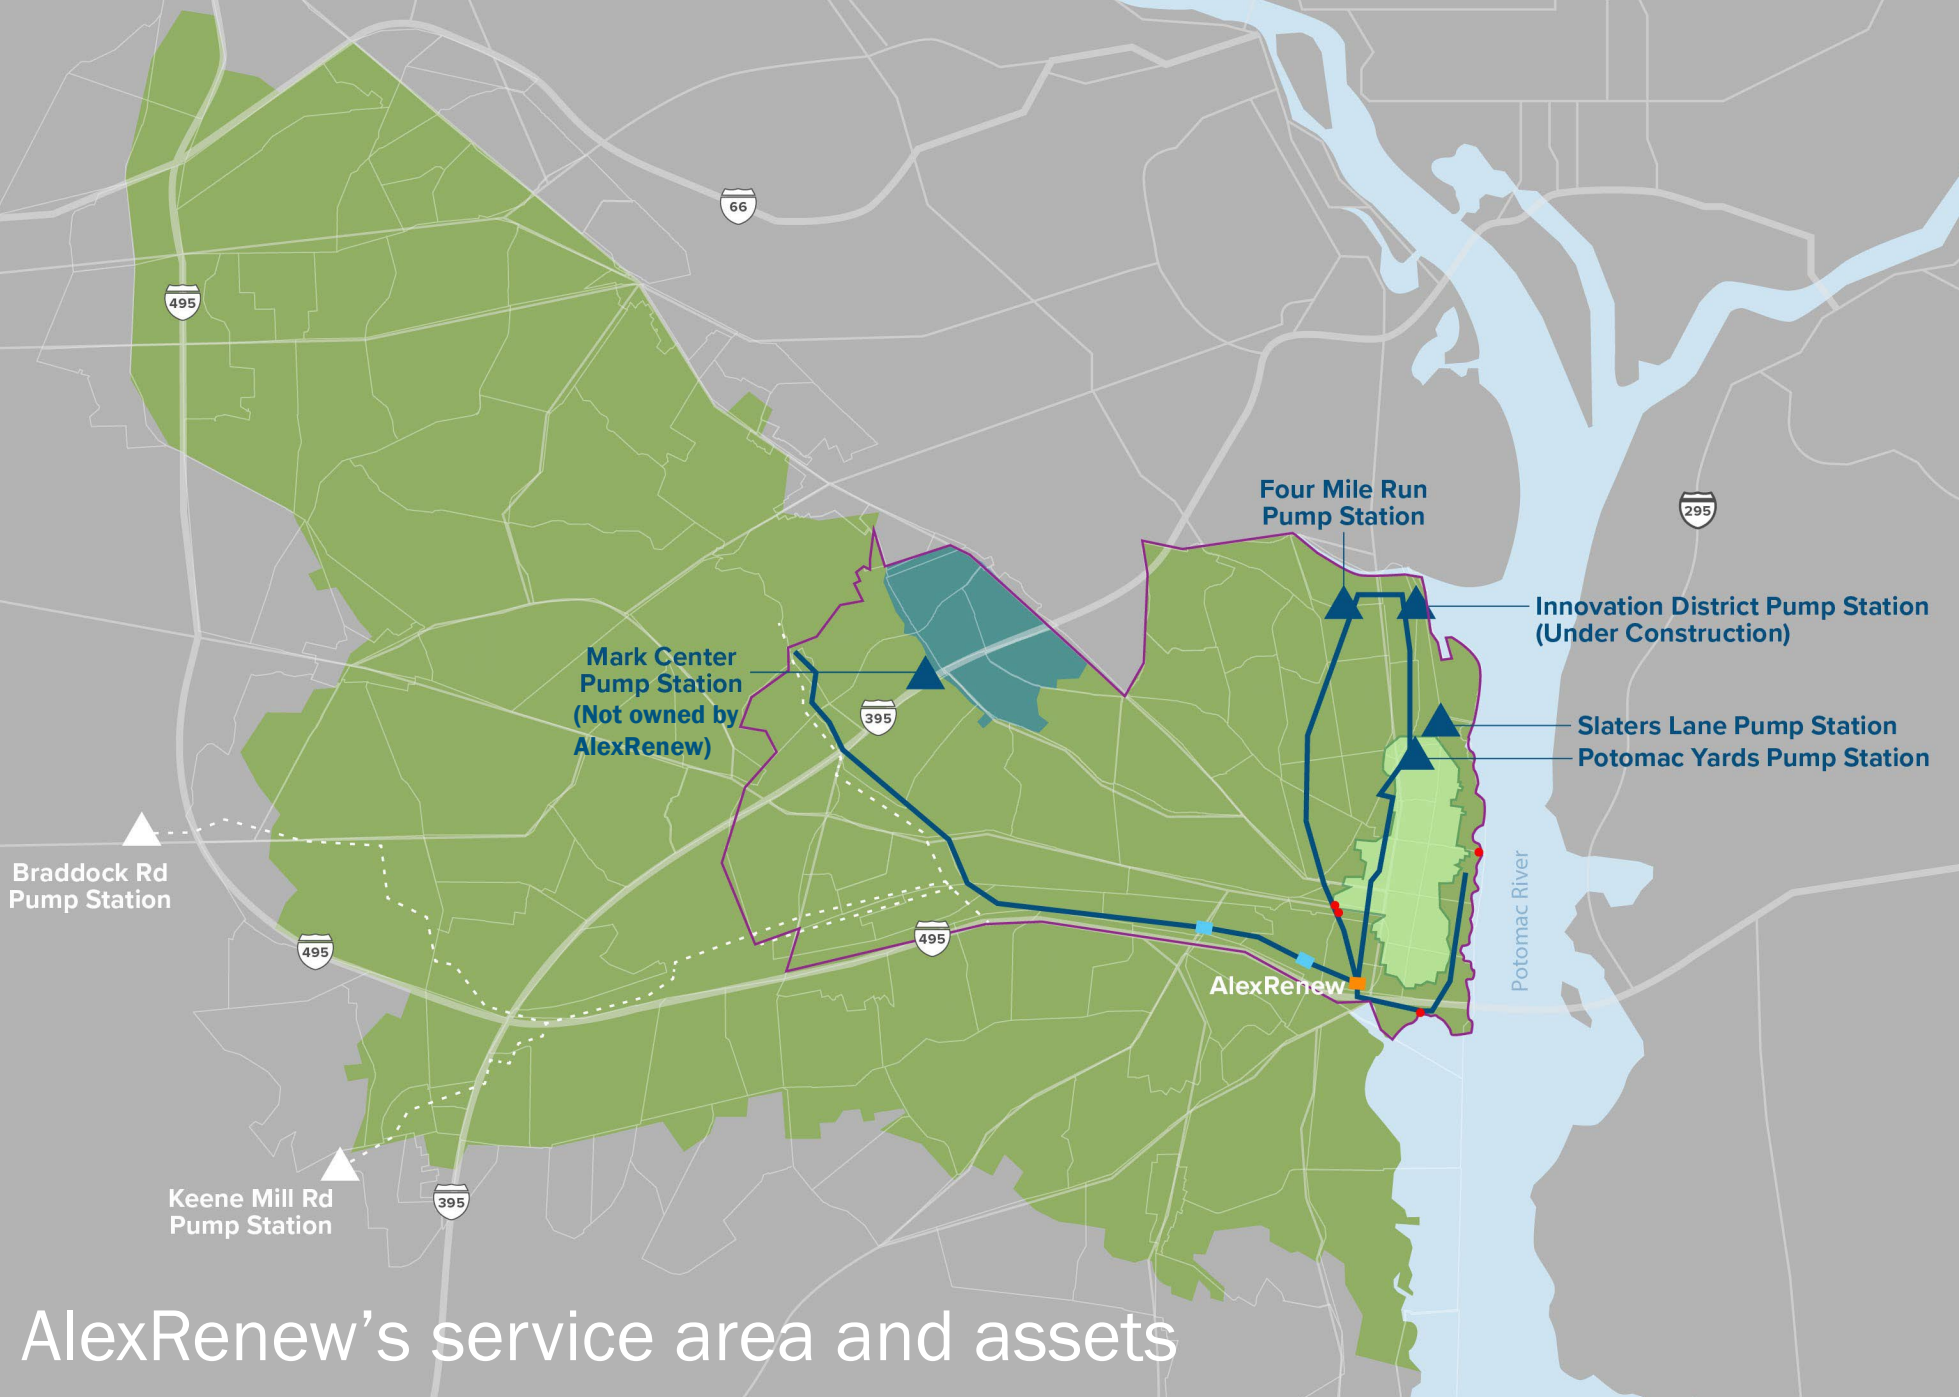 66
495
Four Mile Run
Pump Station
295
Innovation District Pump Station
(Under Construction)
Mark Center
Pump Station
(Not owned by
AlexRenew)
395
Slaters Lane Pump Station
Potomac Yards Pump Station
Braddock Rd
Pump Station
Potomac River
495
495
AlexRenew
Keene Mill Rd
Pump Station
395
AlexRenew's service area and assets